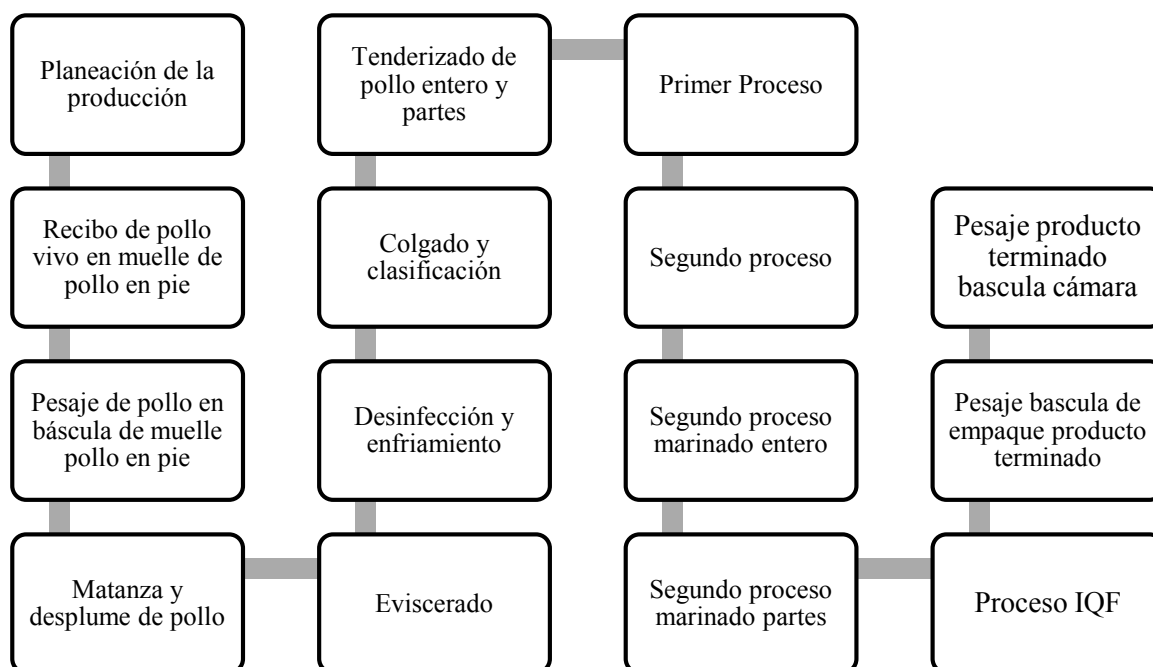 Planeación de la
producción
Recibo de pollo
vivo en muelle de
pollo en pie
Pesaje de pollo en
báscula de muelle
pollo en pie
Matanza y
desplume de pollo
Eviscerado
Desinfección y
enfriamiento
Colgado y
clasificación
Tenderizado de
pollo entero y
partes
Primer Proceso
Segundo proceso
Segundo proceso
marinado entero
Segundo proceso
marinado partes
Proceso IQF
Pesaje bascula de
empaque producto
terminado
Pesaje producto
terminado
bascula cámara